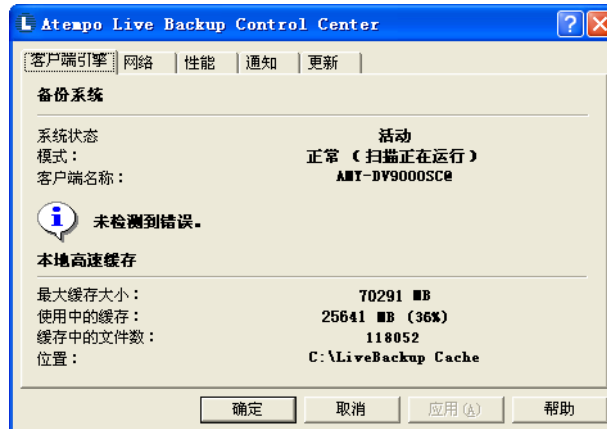 Atempo Live Backup Control Center
客户端引擎 网络 性能 通知 更新
备份系统
系统状态 活动
模式： 正常 （扫描正在运行）
客户端名称： AMY-DV9000SC@
未检测到错误。
本地高速缓存
最大缓存大小： 70291 MB
使用中的缓存： 25641 MB (36%)
缓存中的文件数： 118052
位置： C:\LiveBackup Cache
确定 取消 应用(A) 帮助